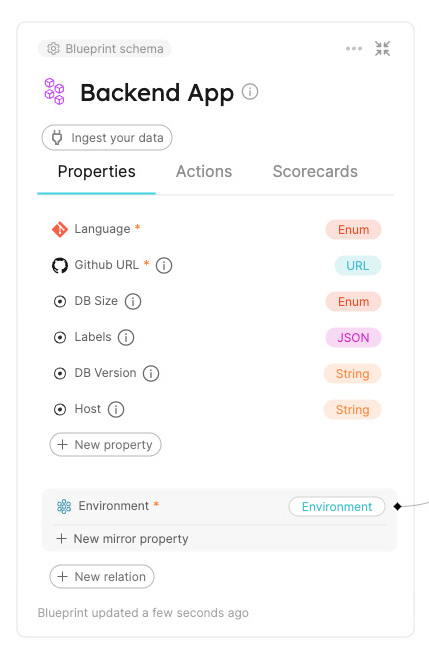 Blueprint schema
Backend App
Ingest your data
Properties Actions Scorecards
Language * Enum
Github URL * URL
DB Size Enum
Labels JSON
DB Version String
Host String
+ New property
Environment * Environment
+ New mirror property
+ New relation
Blueprint updated a few seconds ago